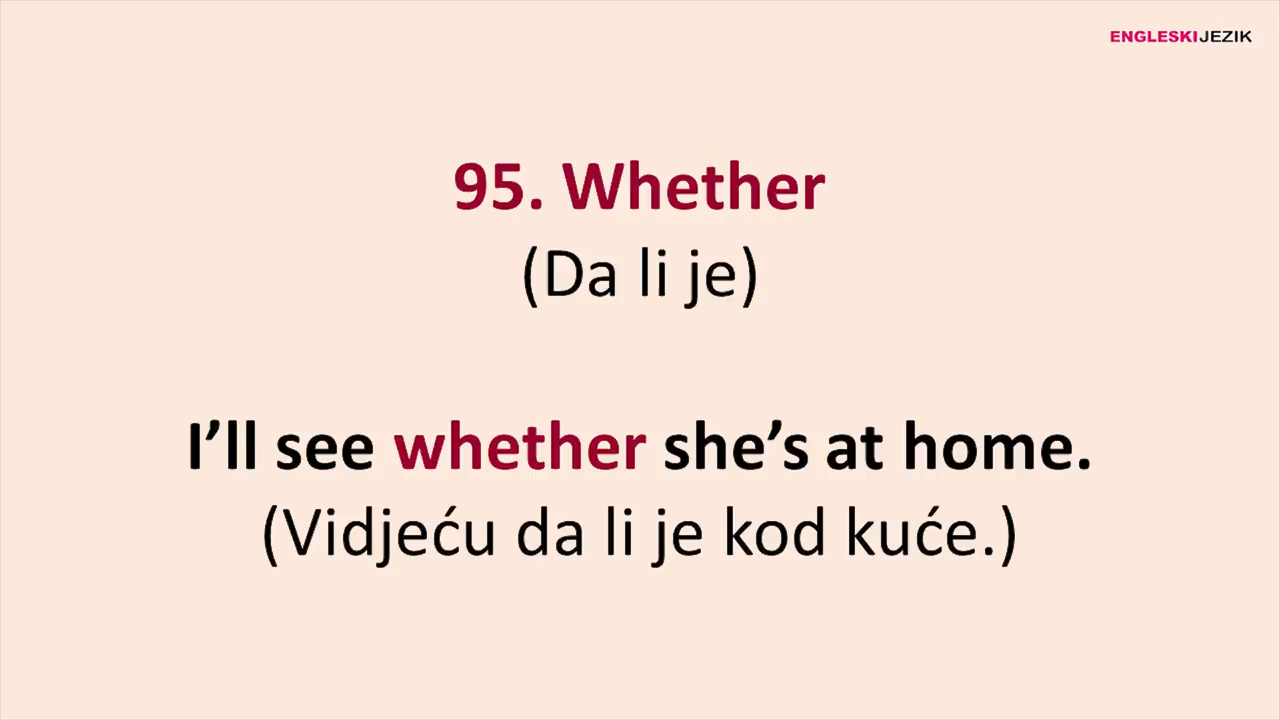 ENGLESKIJEZIK
95. Whether
(Da li je)
I’ll see whether she’s at home.
(Vidjeću da li je kod kuće.)